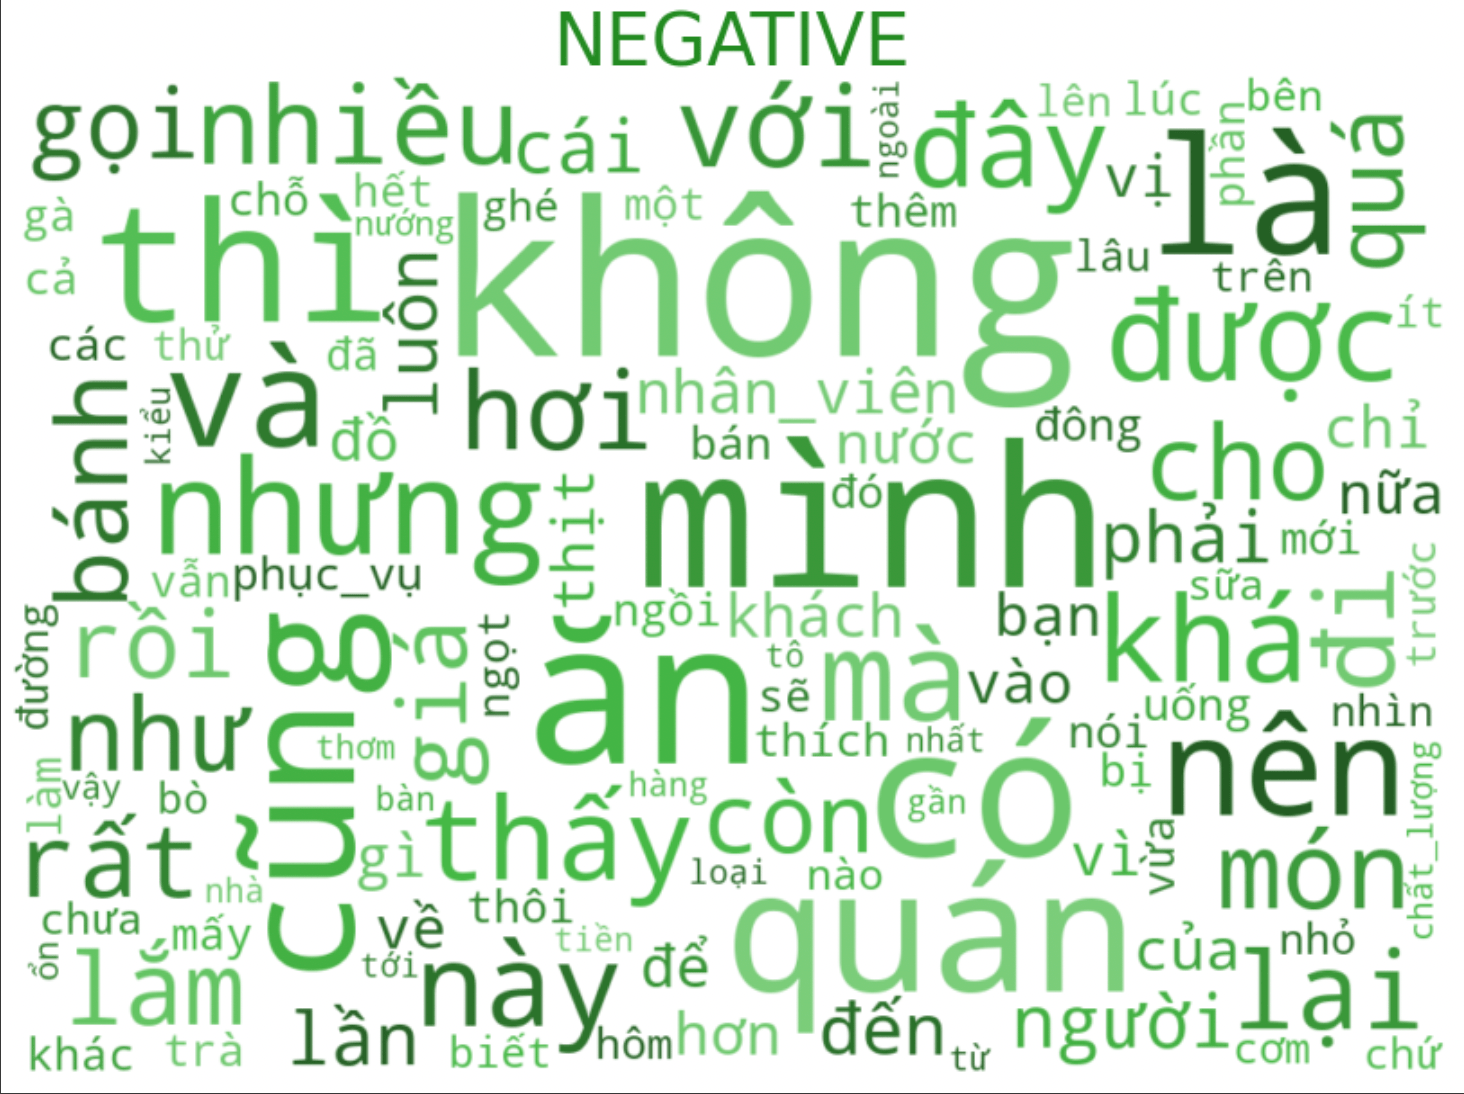 NEGATIVE
gọi nhiều cái với ngoài đây lên lúc phần bên
gà chỗ hết nướng ghé một thêm vị là quá
cả thì không lâu trên
các thử đã luôn được ít
bánh kiểu và đồ hơi nhân_viên bán nước đông cho chỉ
nhưng thịt mình đó phải nữa mới
vẫn phục_vụ ngồi khách bạn khá sữa đi trước
đường rồi cũng giá ngọt ăn tô sẽ mà vào uống nhìn
như thơm thích nhất nói nên
làm vậy bò bàn hàng có gần bị chất_lượng
rất nhà gì thấy còn loại nào vì vừa món
chưa mấy về thôi tiền để quán của nhỏ
ổn lắm tới này lại
khác trà lần biết hôm hơn đến từ người cơm chứ